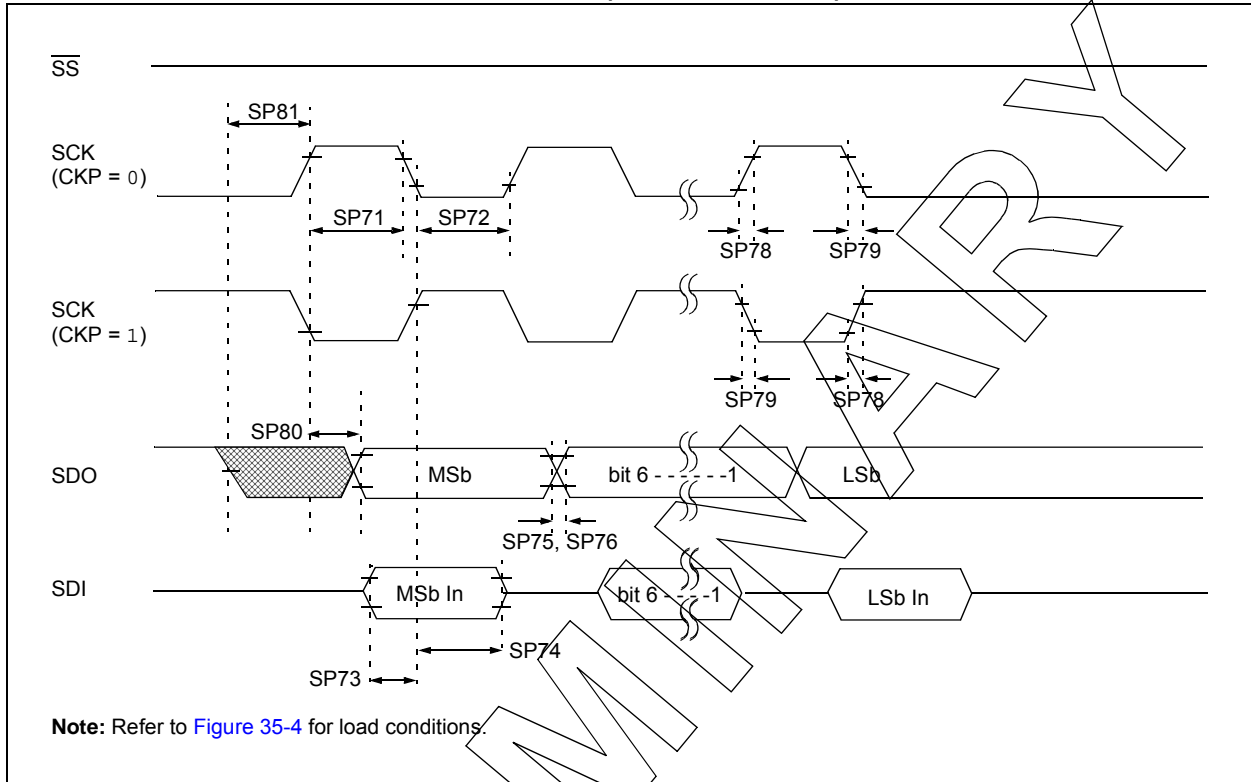 SS
SP81
SCK
(CKP = 0)
SP71
SP72
SP78
SP79
SCK
(CKP = 1)
SP79
SP78
SP80
SDO
MSb
bit 6 - - - - - -1
LSb
SP75, SP76
SDI
MSb In
bit 6 - - - - -1
LSb In
SP74
SP73
Note: Refer to Figure 35-4 for load conditions.
MINARY